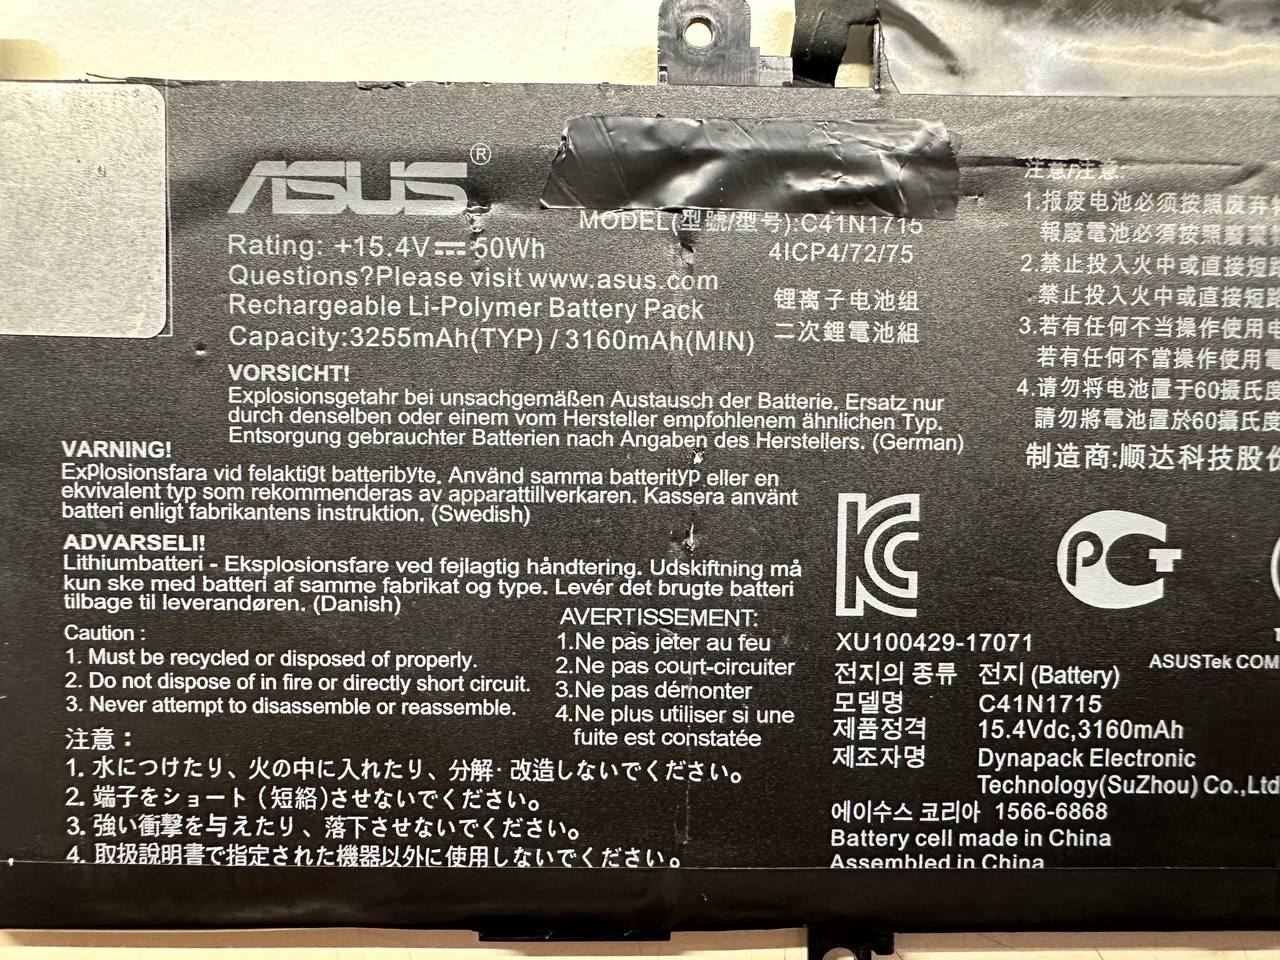 ASUS®
MODEL(型號/型号):C41N1715
Rating: +15.4V⎓50Wh
4ICP4/72/75
Questions?Please visit www.asus.com
Rechargeable Li-Polymer Battery Pack
锂离子电池组
Capacity:3255mAh(TYP) / 3160mAh(MIN)
二次鋰電池組
VORSICHT!
Explosionsgetahr bei unsachgemäßen Austausch der Batterie. Ersatz nur
durch denselben oder einem vom Hersteller empfohlenem ähnlichen Typ.
Entsorgung gebrauchter Batterien nach Angaben des Herstellers. (German)
VARNING!
Explosionsfara vid felaktigt batteribyte. Använd samma batterityp eller en
ekvivalent typ som rekommenderas av apparattillverkaren. Kassera använt
batteri enligt fabrikantens instruktion. (Swedish)
ADVARSELI!
Lithiumbatteri - Eksplosionsfare ved fejlagtig håndtering. Udskiftning må
kun ske med batteri af samme fabrikat og type. Levér det brugte batteri
tilbage til leverandøren. (Danish)
Caution :
1. Must be recycled or disposed of properly.
2. Do not dispose of in fire or directly short circuit.
3. Never attempt to disassemble or reassemble.
AVERTISSEMENT:
1.Ne pas jeter au feu
2.Ne pas court-circuiter
3.Ne pas démonter
4.Ne plus utiliser si une
fuite est constatée
注意：
1. 水につけたり、火の中に入れたり、分解·改造しないでください。
2. 端子をショート（短絡）させないでください。
3. 強い衝撃を与えたり、落下させないでください。
4. 取扱説明書で指定された機器以外に使用しないでください。
注意/注意:
1.报废电池必须按照废弃
報廢電池必須按照廢棄
2.禁止投入火中或直接短路
禁止投入火中或直接短路
3.若有任何不当操作使用电
若有任何不當操作使用電
4.请勿将电池置于60摄氏度
請勿將電池置於60攝氏度
制造商:顺达科技股份
PCT
XU100429-17071
ASUSTek COM
전지의 종류 전지 (Battery)
모델명 C41N1715
제품정격 15.4Vdc,3160mAh
제조자명 Dynapack Electronic
Technology(SuZhou) Co.,Ltd
에이수스 코리아 1566-6868
Battery cell made in China
Assembled in China